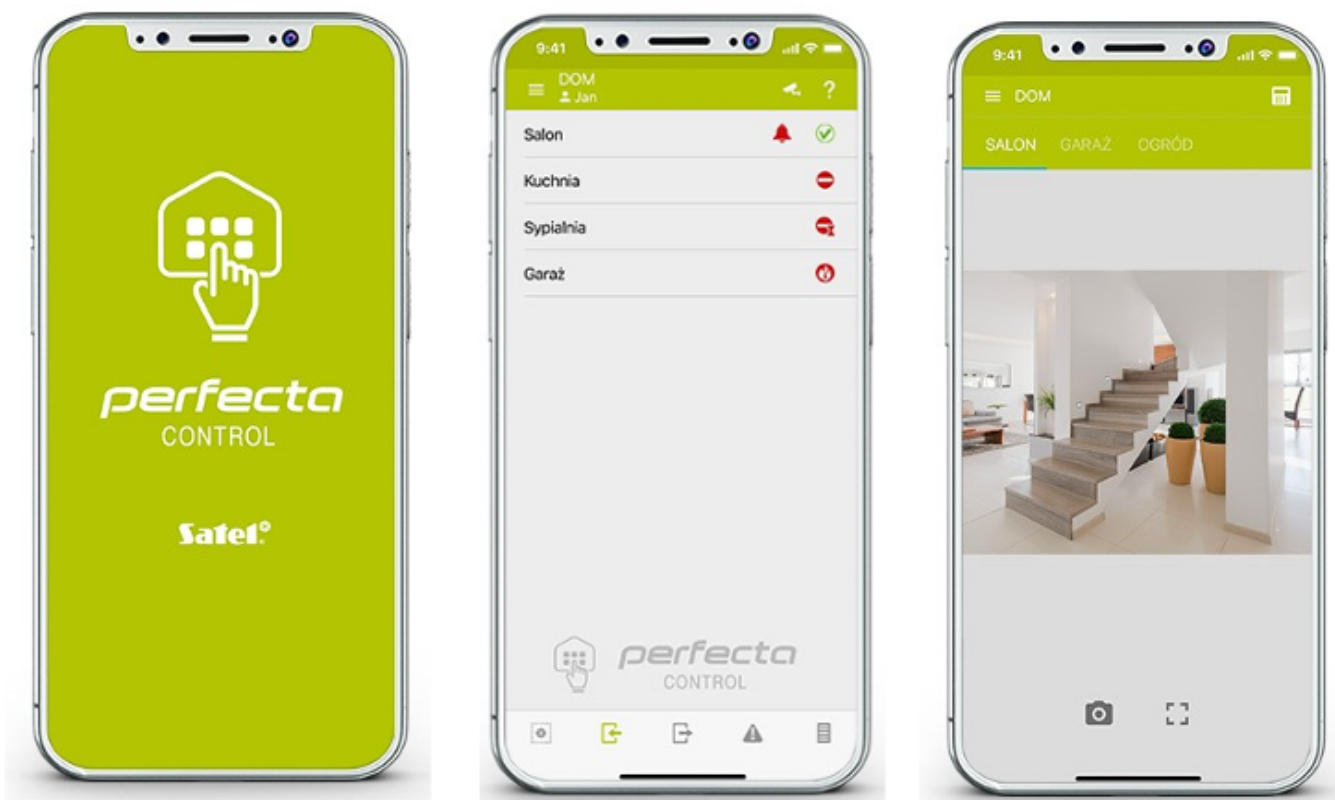 perfecta
CONTROL
Satel®
9:41
DOM
Jan
?
Salon
Kuchnia
Sypialnia
Garaż
perfecta
CONTROL
9:41
DOM
SALON GARAŻ OGRÓD